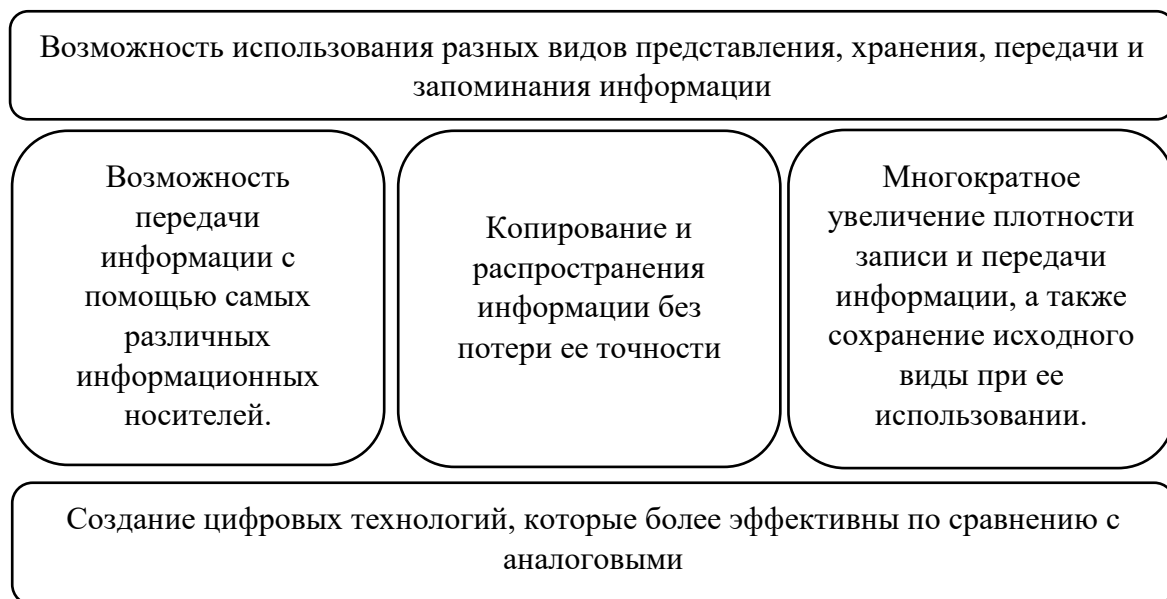 Возможность использования разных видов представления, хранения, передачи и
запоминания информации
Возможность
передачи
информации с
помощью самых
различных
информационных
носителей.
Копирование и
распространения
информации без
потери ее точности
Многократное
увеличение плотности
записи и передачи
информации, а также
сохранение исходного
виды при ее
использовании.
Создание цифровых технологий, которые более эффективны по сравнению с
аналоговыми